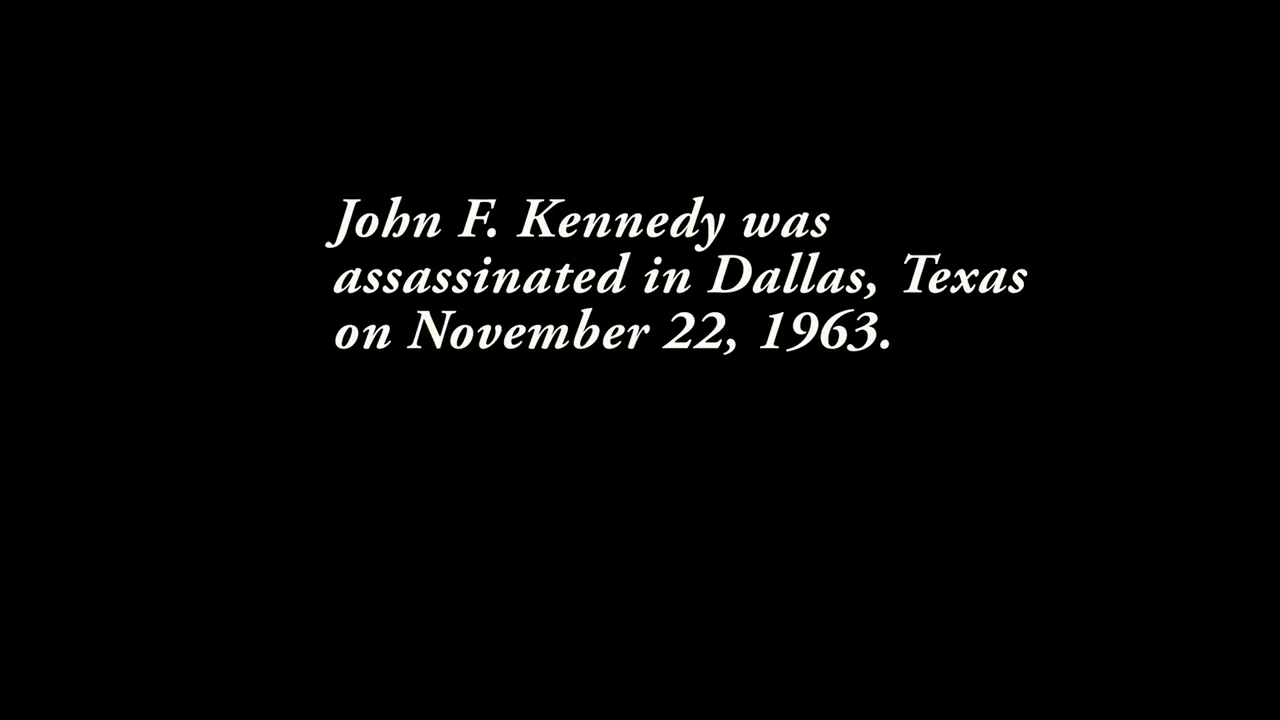 John F. Kennedy was
assassinated in Dallas, Texas
on November 22, 1963.